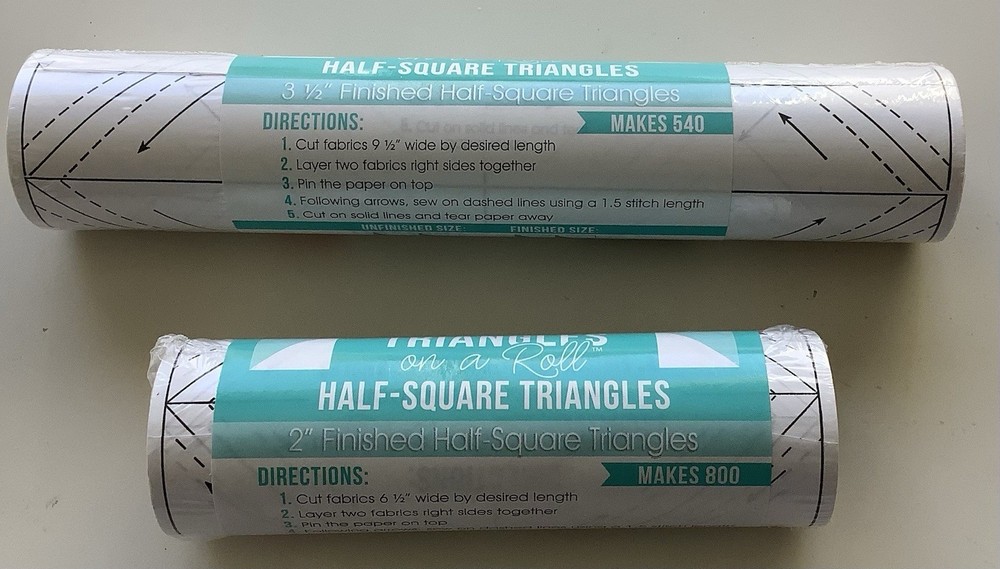 HALF-SQUARE TRIANGLES
3 ½" Finished Half-Square Triangles
DIRECTIONS:
MAKES 540
1. Cut fabrics 9 ½" wide by desired length
2. Layer two fabrics right sides together
3. Pin the paper on top
4. Following arrows, sew on dashed lines using a 1.5 stitch length
5. Cut on solid lines and tear paper away
UNFINISHED SIZE: FINISHED SIZE:
TRIANGLES
on a Roll™
HALF-SQUARE TRIANGLES
2" Finished Half-Square Triangles
DIRECTIONS:
MAKES 800
1. Cut fabrics 6 ½" wide by desired length
2. Layer two fabrics right sides together
3. Pin the paper on top